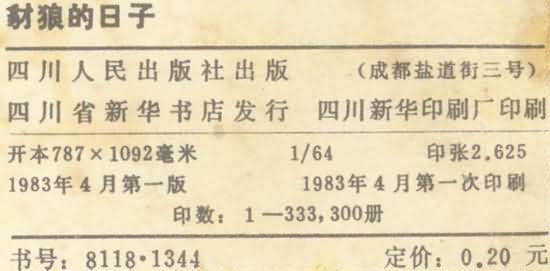 豺狼的日子
四川人民出版社出版 （成都盐道街三号）
四川省新华书店发行 四川新华印刷厂印刷
开本787×1092毫米 1/64 印张2.625
1983年4月第一版 1983年4月第一次印刷
印数：1—333,300册
书号：8118·1344 定价：0.20 元